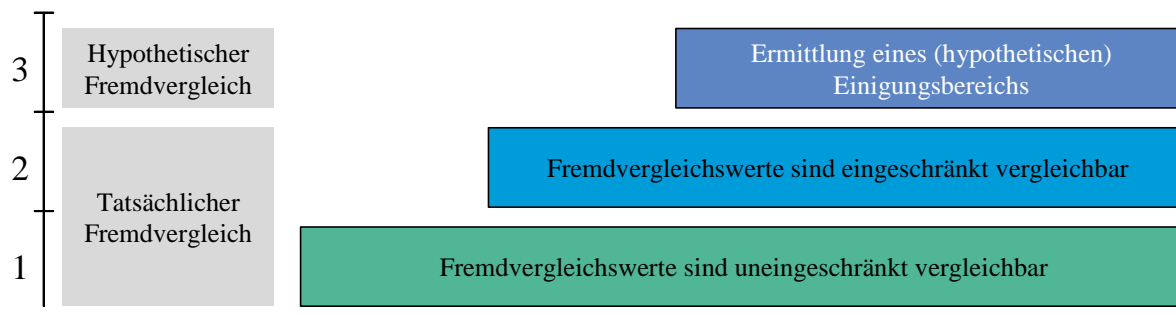 3
Hypothetischer
Fremdvergleich
Ermittlung eines (hypothetischen)
Einigungsbereichs
2
Fremdvergleichswerte sind eingeschränkt vergleichbar
Tatsächlicher
Fremdvergleich
1
Fremdvergleichswerte sind uneingeschränkt vergleichbar